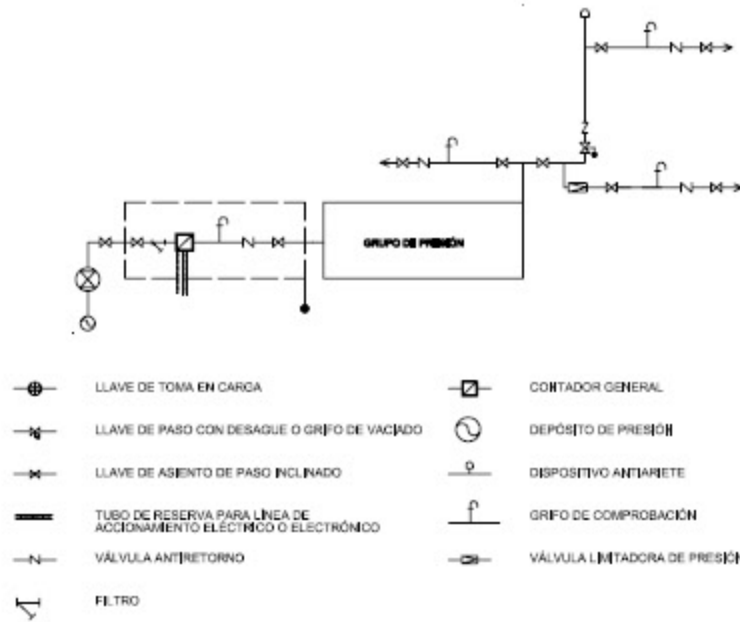 GRUPO DE PRESIÓN
LLAVE DE TOMA EN CARGA
LLAVE DE PASO CON DESAGUE O GRIFO DE VACIADO
LLAVE DE ASIENTO DE PASO INCLINADO
TUBO DE RESERVA PARA LÍNEA DE
ACCIONAMIENTO ELÉCTRICO O ELECTRÓNICO
VÁLVULA ANTIRETORNO
FILTRO
CONTADOR GENERAL
DEPÓSITO DE PRESIÓN
DISPOSITIVO ANTIARIETE
GRIFO DE COMPROBACIÓN
VÁLVULA LIMITADORA DE PRESIÓN